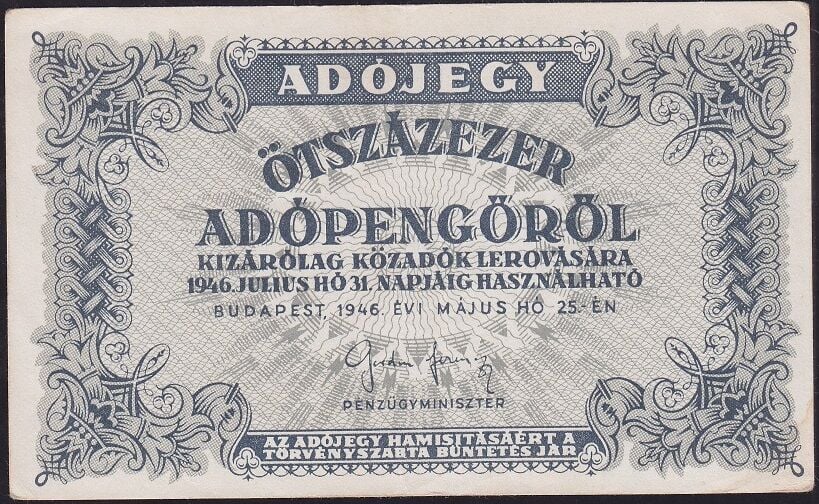 ADÓJEGY
ÖTSZÁZEZER
ADÓPENGŐRŐL
KIZÁRÓLAG KÖZADÓK LEROVÁSÁRA
1946. JULIUS HÓ 31. NAPJÁIG HASZNÁLHATÓ
BUDAPEST, 1946. ÉVI MÁJUS HÓ 25.-ÉN
PÉNZÜGYMINISZTER
AZ ADÓJEGY HAMISITÁSÁÉRT A
TÖRVÉNYSZABTA BÜNTETÉS JÁR